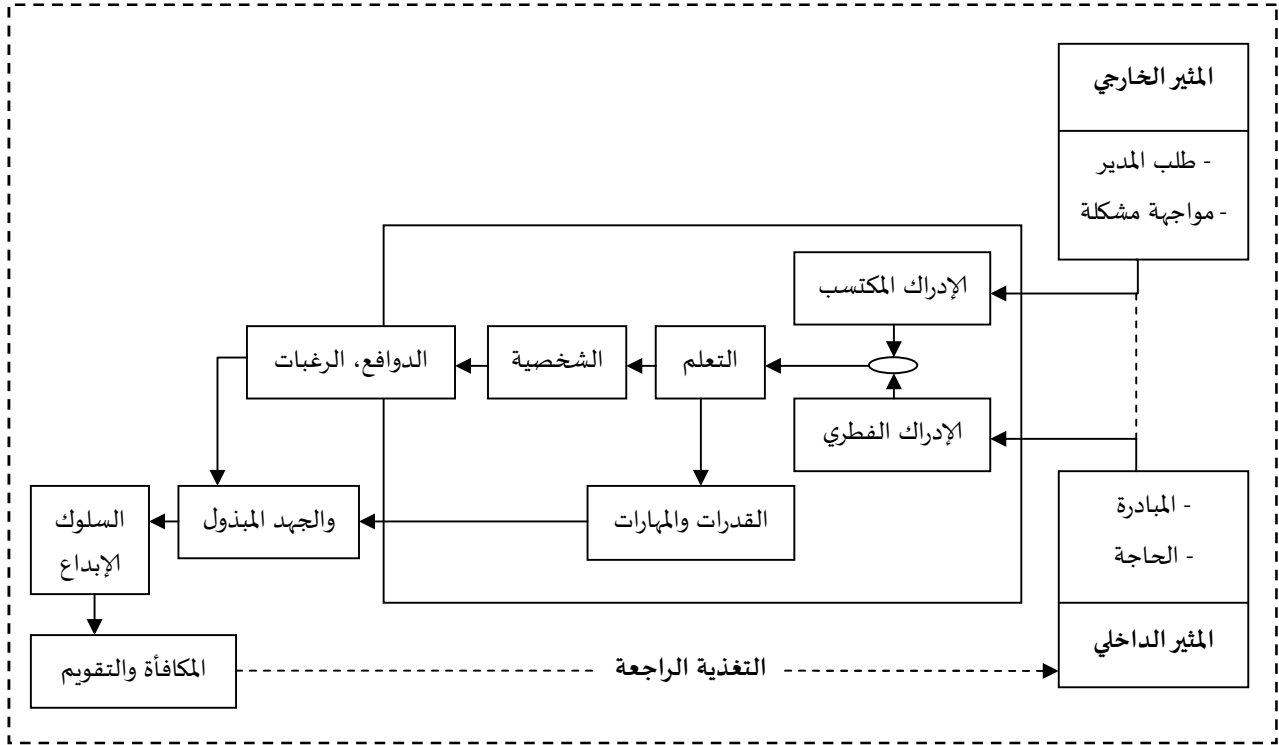 المثير الخارجي
- طلب المدير
- مواجهة مشكلة
الإدراك المكتسب
الدوافع، الرغبات
الشخصية
التعلم
الإدراك الفطري
السلوك
الإبداع
والجهد المبذول
القدرات والمهارات
- المبادرة
- الحاجة
المثير الداخلي
التغذية الراجعة
المكافأة والتقويم